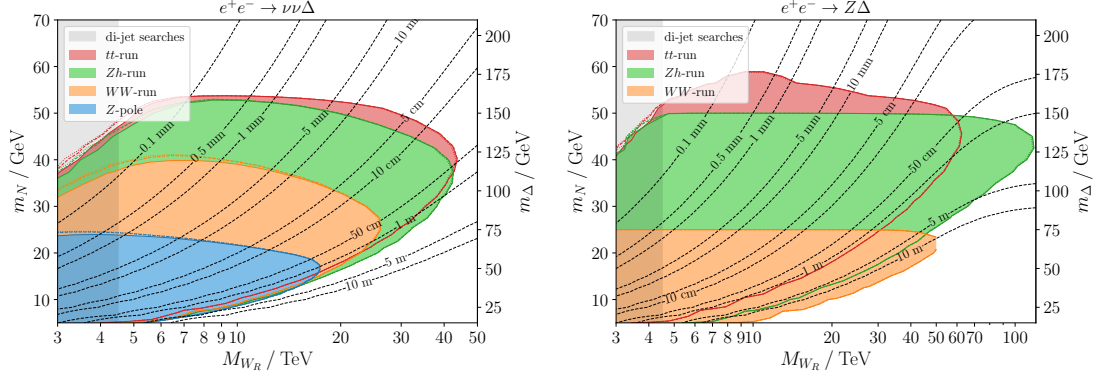 e⁺e⁻ → ννΔ
70
60
50
40
30
20
10
m_N / GeV
di-jet searches
tt-run
Zh-run
WW-run
Z-pole
0.1 mm
0.5 mm
1 mm
5 mm
10 mm
5 cm
10 cm
50 cm
1 m
5 m
10 m
200
175
150
125
100
75
50
25
m_Δ / GeV
3 4 5 6 7 8 9 10 20 30 40 50
M_{W_R} / TeV
e⁺e⁻ → ZΔ
70
60
50
40
30
20
10
m_N / GeV
di-jet searches
tt-run
Zh-run
WW-run
0.1 mm
0.5 mm
1 mm
5 mm
10 mm
5 cm
10 cm
50 cm
1 m
5 m
10 m
200
175
150
125
100
75
50
25
m_Δ / GeV
3 4 5 6 7 8 9 10 20 30 40 50 60 70 100
M_{W_R} / TeV